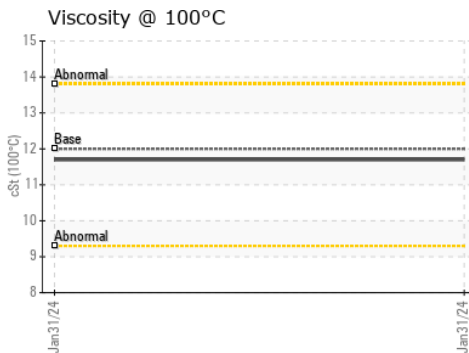 Viscosity @ 100°C
cSt (100°C)
15
14
13
12
11
10
9
8
Abnormal
Base
Abnormal
Jan31/24
Jan31/24